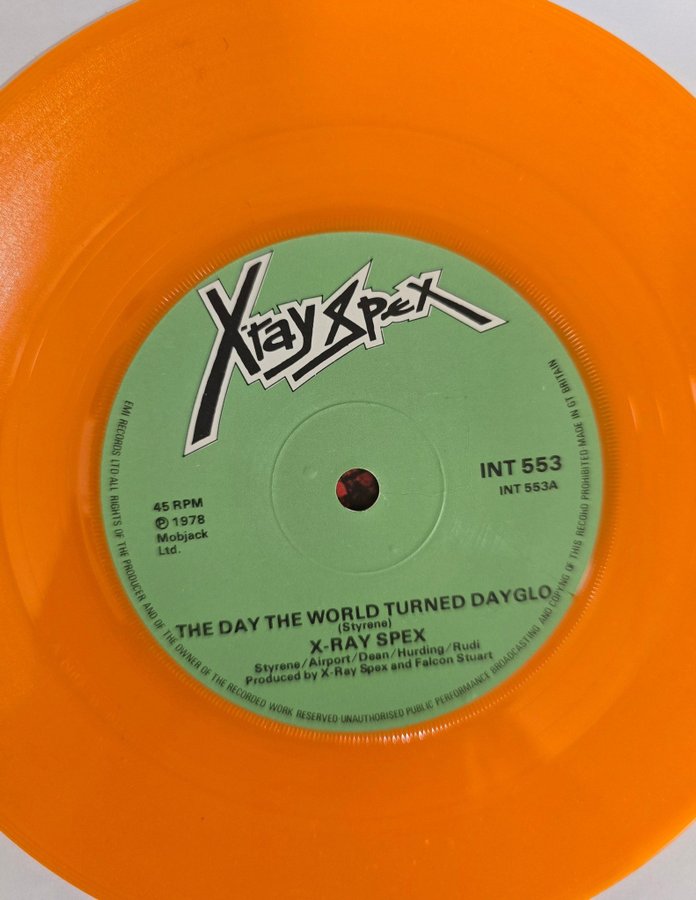 X-ray Spex
INT 553
INT 553A
45 RPM
Ⓟ 1978
Mobjack
Ltd.
THE DAY THE WORLD TURNED DAYGLO
(Styrene)
X-RAY SPEX
Styrene/Airport/Dean/Hurding/Rudi
Produced by X-Ray Spex and Falcon Stuart
EMI RECORDS LTD ALL RIGHTS OF THE PRODUCER AND OF THE OWNER OF THE RECORDED WORK RESERVED·UNAUTHORISED PUBLIC PERFORMANCE BROADCASTING AND COPYING OF THIS RECORD PROHIBITED MADE IN GT BRITAIN